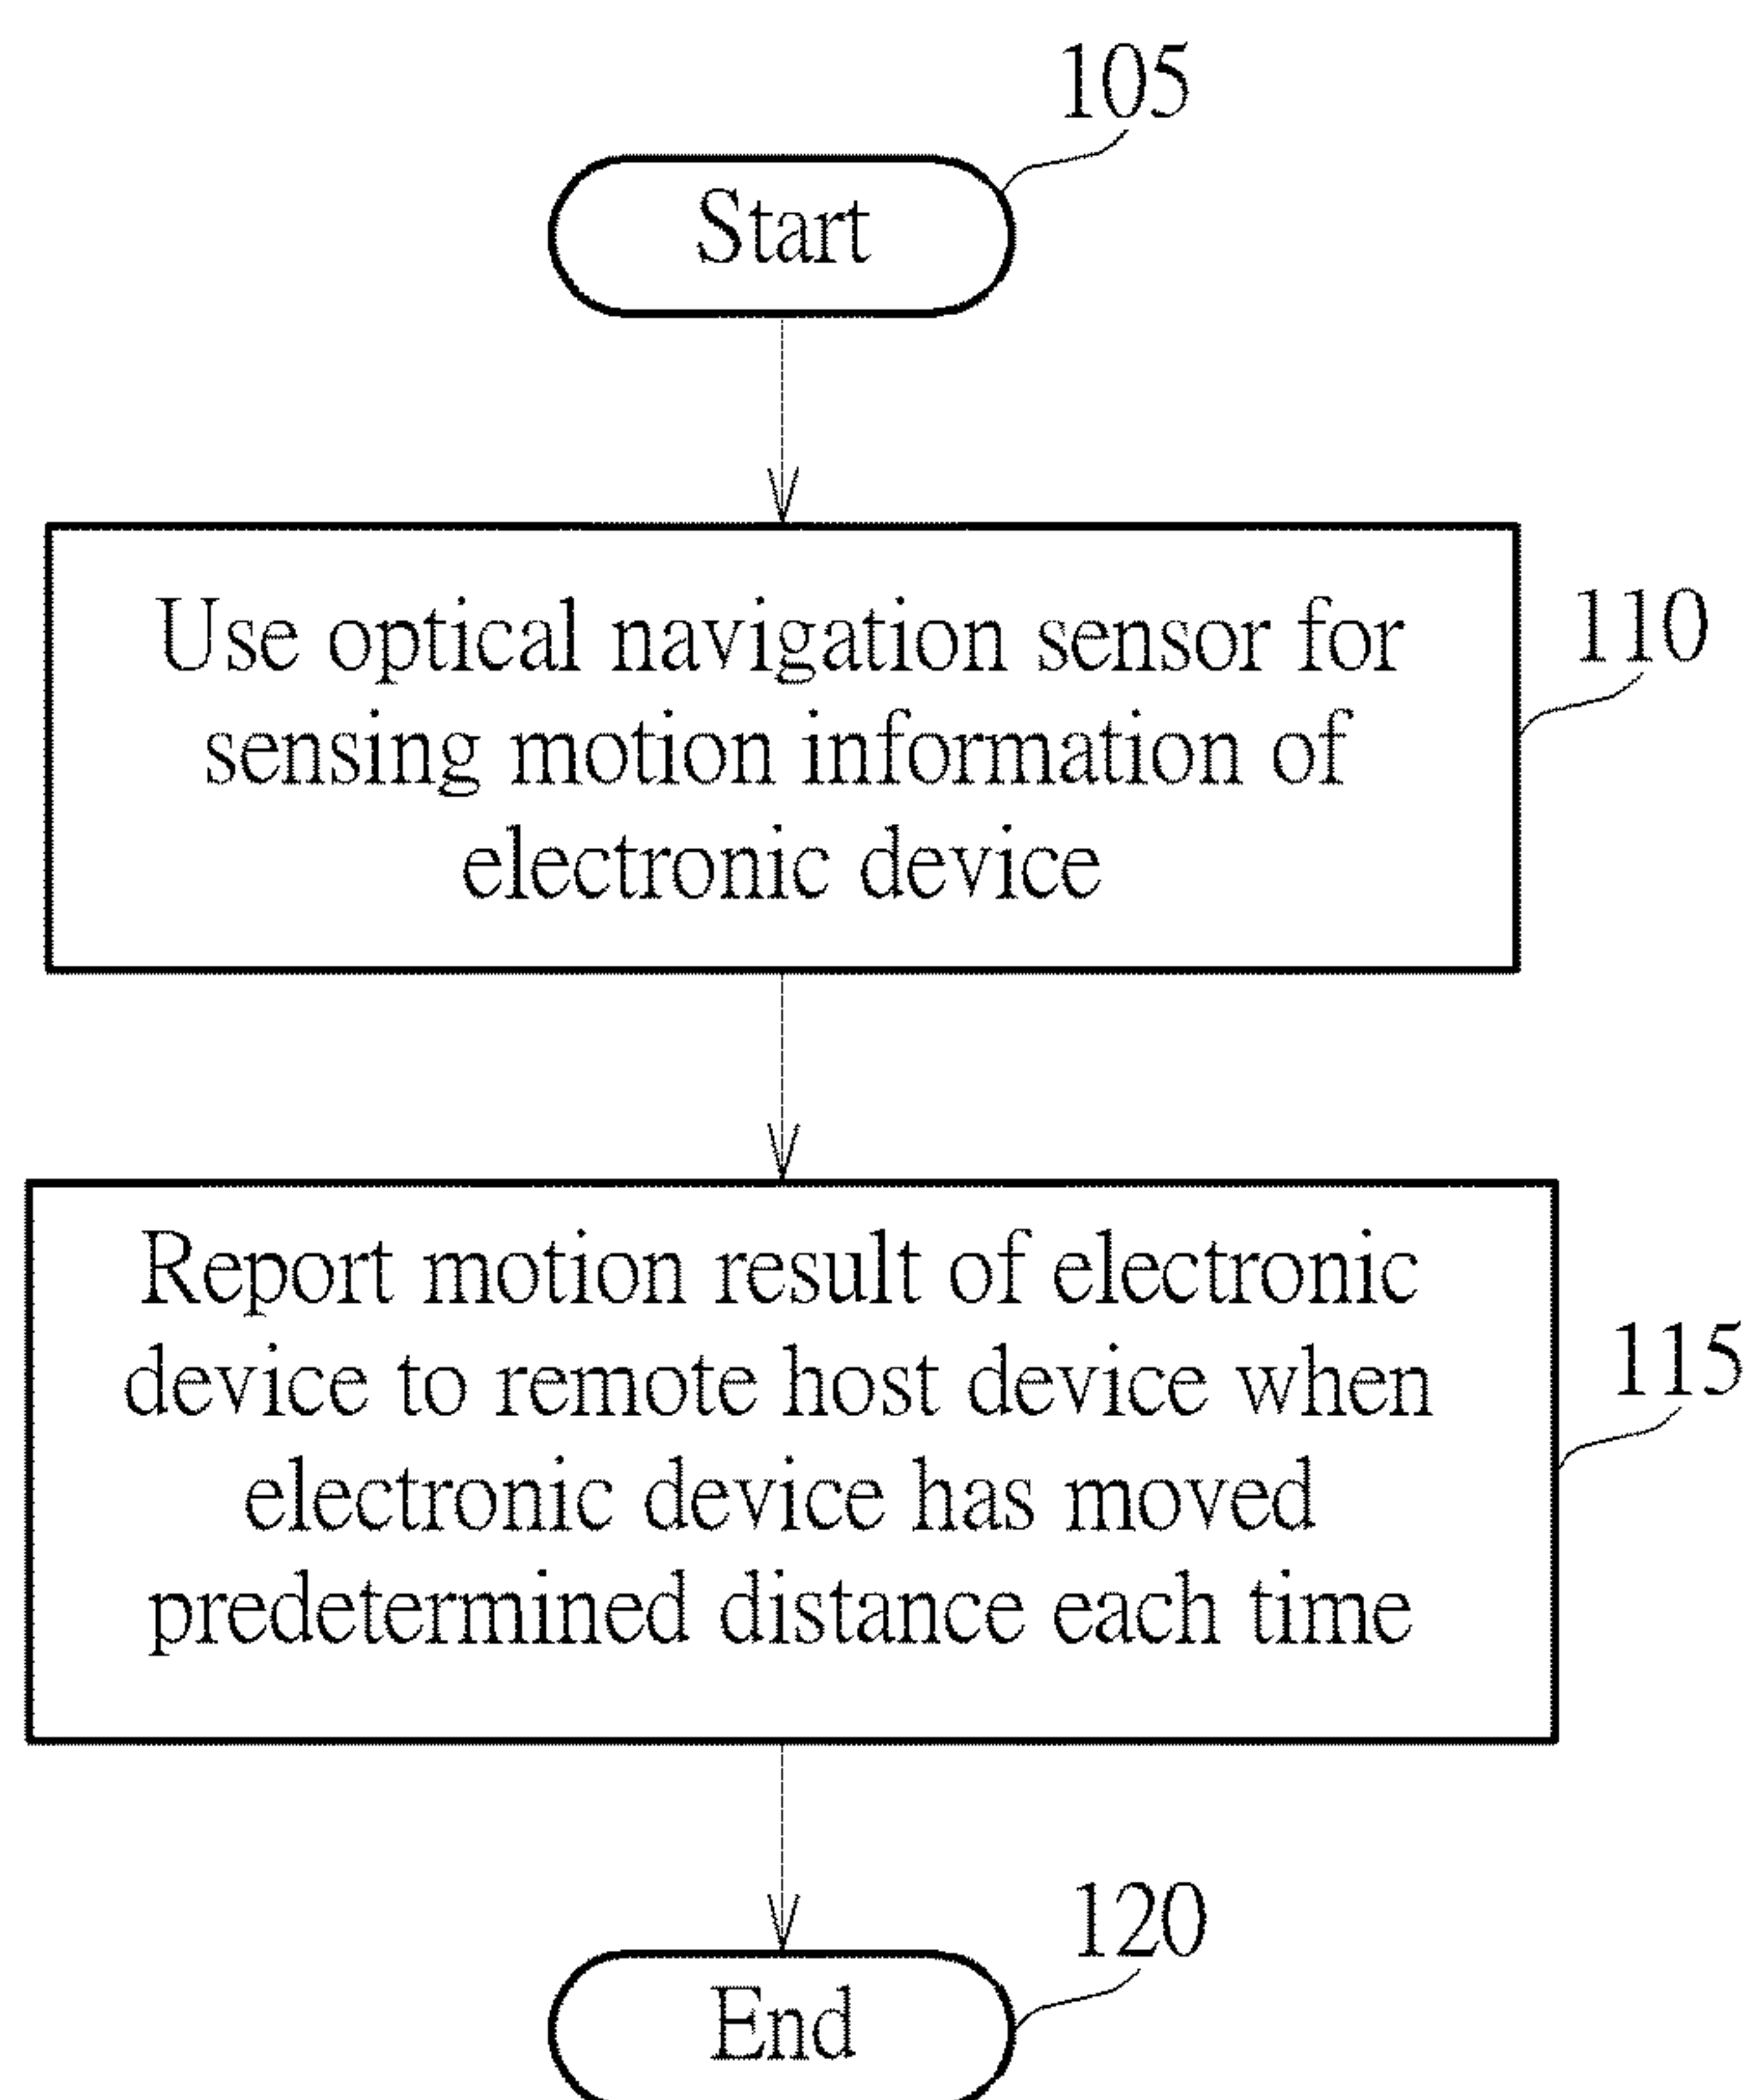 105
Start
110
Use optical navigation sensor for
sensing motion information of
electronic device
115
Report motion result of electronic
device to remote host device when
electronic device has moved
predetermined distance each time
120
End